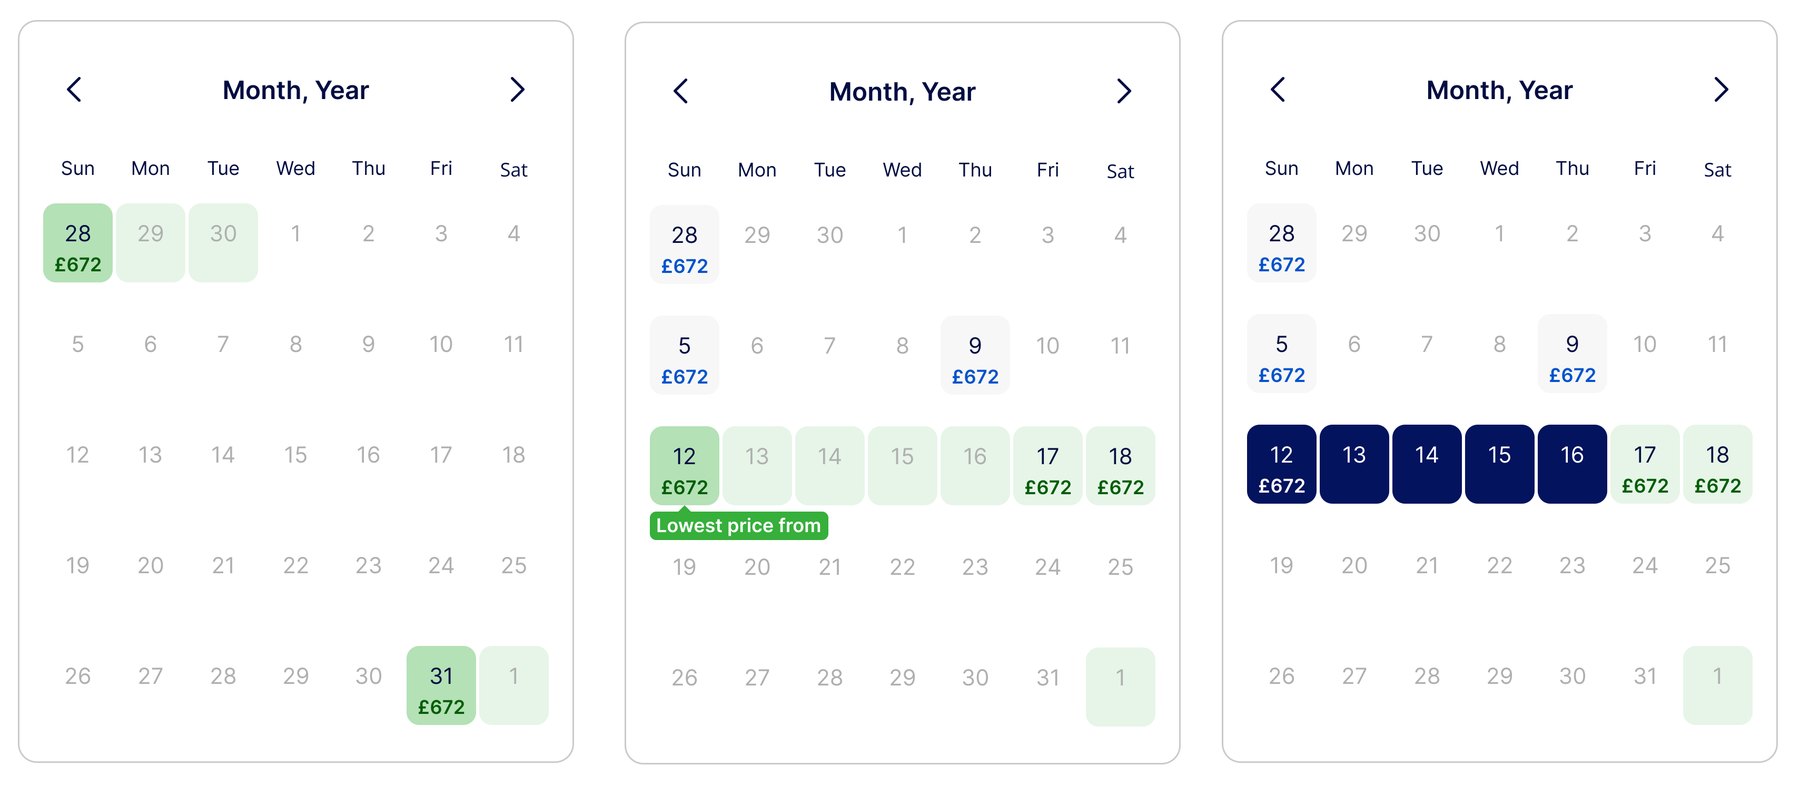 Month, Year
Sun Mon Tue Wed Thu Fri Sat
28 29 30 1 2 3 4
£672
5 6 7 8 9 10 11
12 13 14 15 16 17 18
19 20 21 22 23 24 25
26 27 28 29 30 31 1
£672
Month, Year
Sun Mon Tue Wed Thu Fri Sat
28 29 30 1 2 3 4
£672
5 6 7 8 9 10 11
£672 £672
12 13 14 15 16 17 18
£672 £672 £672
Lowest price from
19 20 21 22 23 24 25
26 27 28 29 30 31 1
Month, Year
Sun Mon Tue Wed Thu Fri Sat
28 29 30 1 2 3 4
£672
5 6 7 8 9 10 11
£672 £672
12 13 14 15 16 17 18
£672 £672 £672
19 20 21 22 23 24 25
26 27 28 29 30 31 1